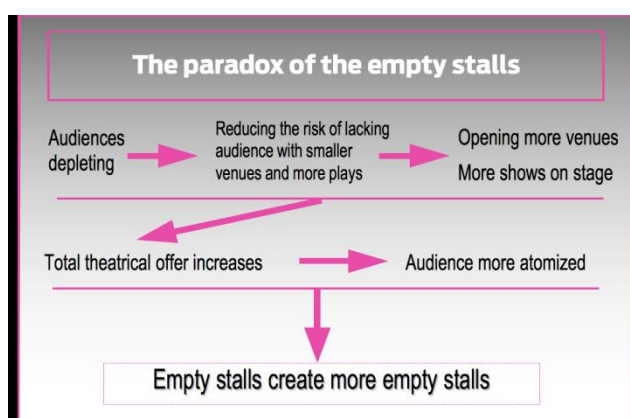 The paradox of the empty stalls
Audiences
depleting
Reducing the risk of lacking
audience with smaller
venues and more plays
Opening more venues
More shows on stage
Total theatrical offer increases
Audience more atomized
Empty stalls create more empty stalls